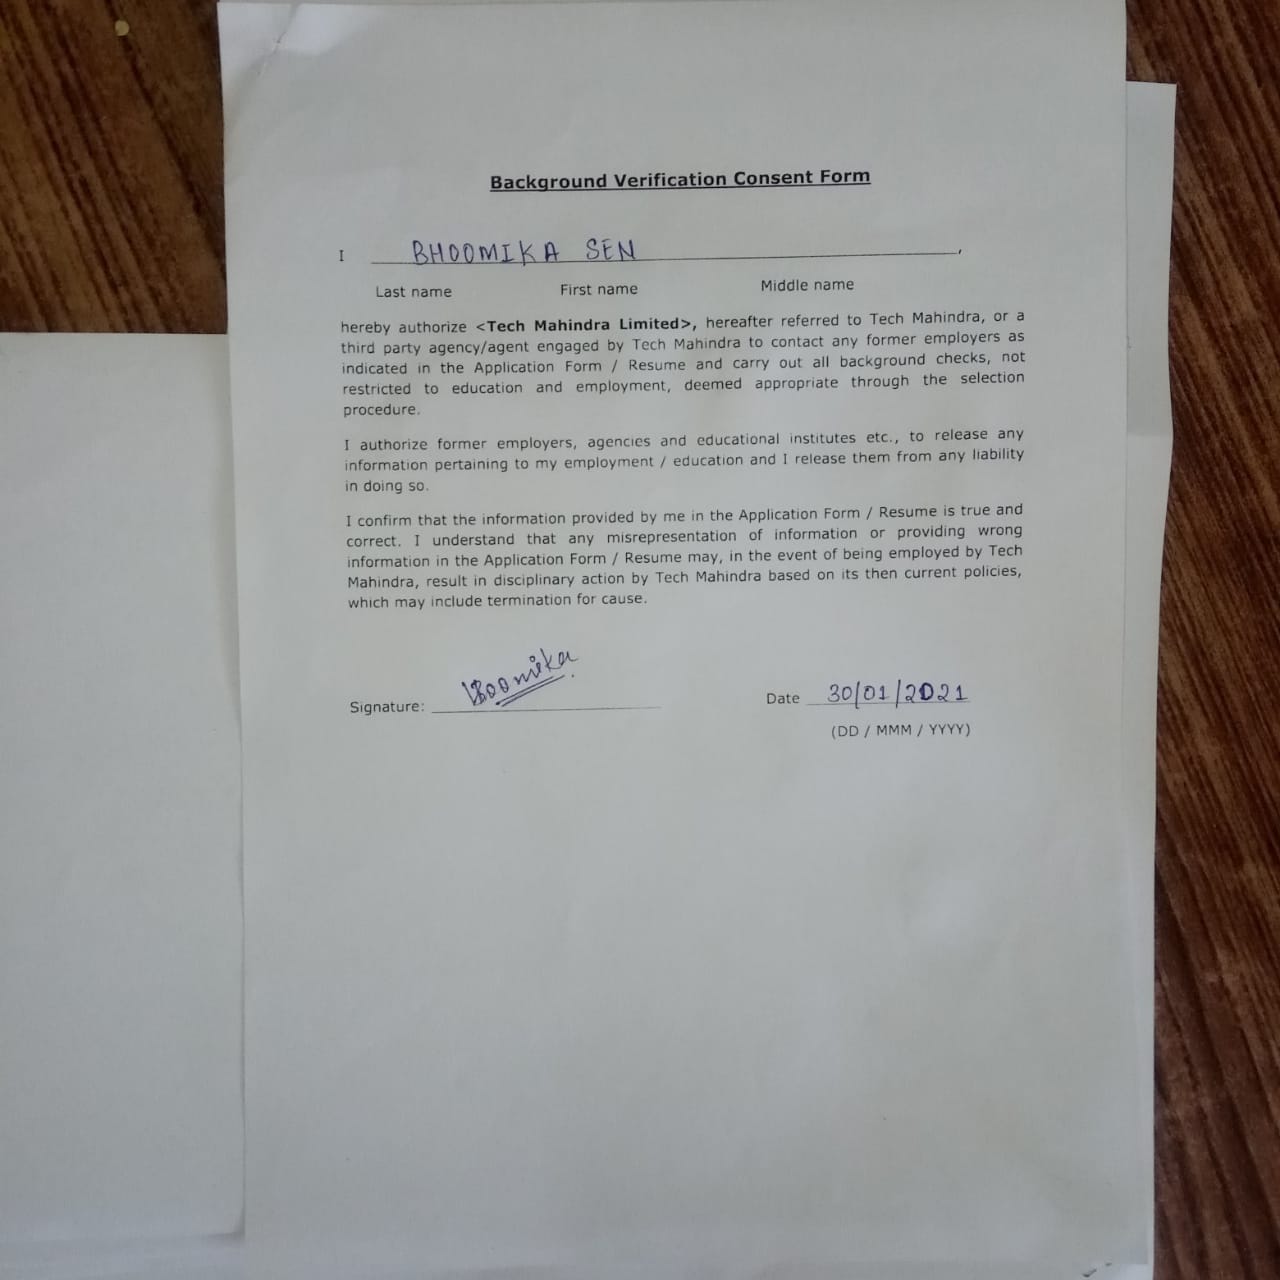 Background Verification Consent Form
I BHOOMIKA SEN,
Last name First name Middle name
hereby authorize <Tech Mahindra Limited>, hereafter referred to Tech Mahindra, or a
third party agency/agent engaged by Tech Mahindra to contact any former employers as
indicated in the Application Form / Resume and carry out all background checks, not
restricted to education and employment, deemed appropriate through the selection
procedure.
I authorize former employers, agencies and educational institutes etc., to release any
information pertaining to my employment / education and I release them from any liability
in doing so.
I confirm that the information provided by me in the Application Form / Resume is true and
correct. I understand that any misrepresentation of information or providing wrong
information in the Application Form / Resume may, in the event of being employed by Tech
Mahindra, result in disciplinary action by Tech Mahindra based on its then current policies,
which may include termination for cause.
Signature: Bhoomika Date 30/01/2021
(DD / MMM / YYYY)